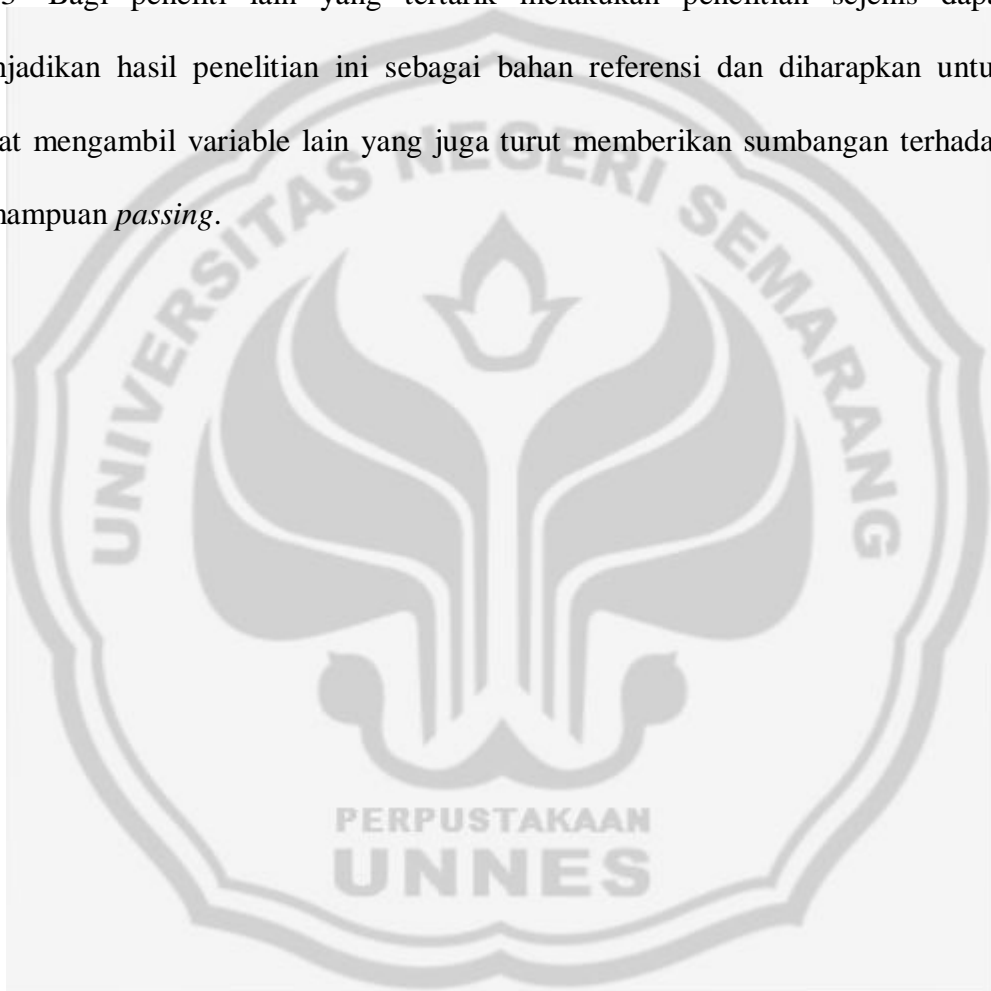 3 Bagi peneliti lain yang tertarik melakukan penelitian sejenis dapa
njadikan hasil penelitian ini sebagai bahan referensi dan diharapkan untu
at mengambil variable lain yang juga turut memberikan sumbangan terhada
nampuan passing.
UNIVERSITAS NEGERI SEMARANG
PERPUSTAKAAN
UNNES